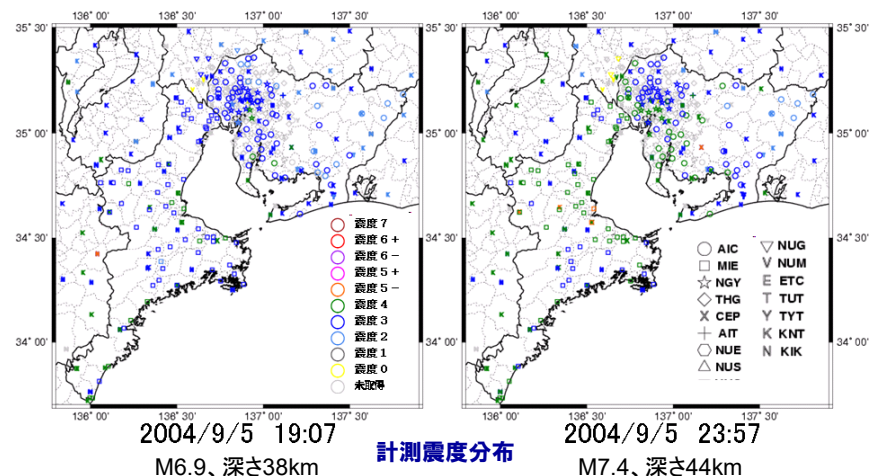 136° 00' 136° 30' 137° 00' 137° 30'
136° 00' 136° 30' 137° 00' 137° 30'
35° 30'
35° 30'
35° 30'
35° 00'
35° 00'
35° 00'
34° 30'
34° 30'
34° 30'
34° 00'
34° 00'
34° 00'
震度 7
震度 6 +
震度 6 −
震度 5 +
震度 5 −
震度 4
震度 3
震度 2
震度 1
震度 0
未取得
AIC
MIE
NGY
THG
CEP
AIT
NUE
NUS
NUG
NUM
ETC
TUT
TYT
KNT
KIK
136° 00' 136° 30' 137° 00' 137° 30'
136° 00' 136° 30' 137° 00' 137° 30'
2004/9/5 19:07
M6.9、深さ38km
計測震度分布
2004/9/5 23:57
M7.4、深さ44km